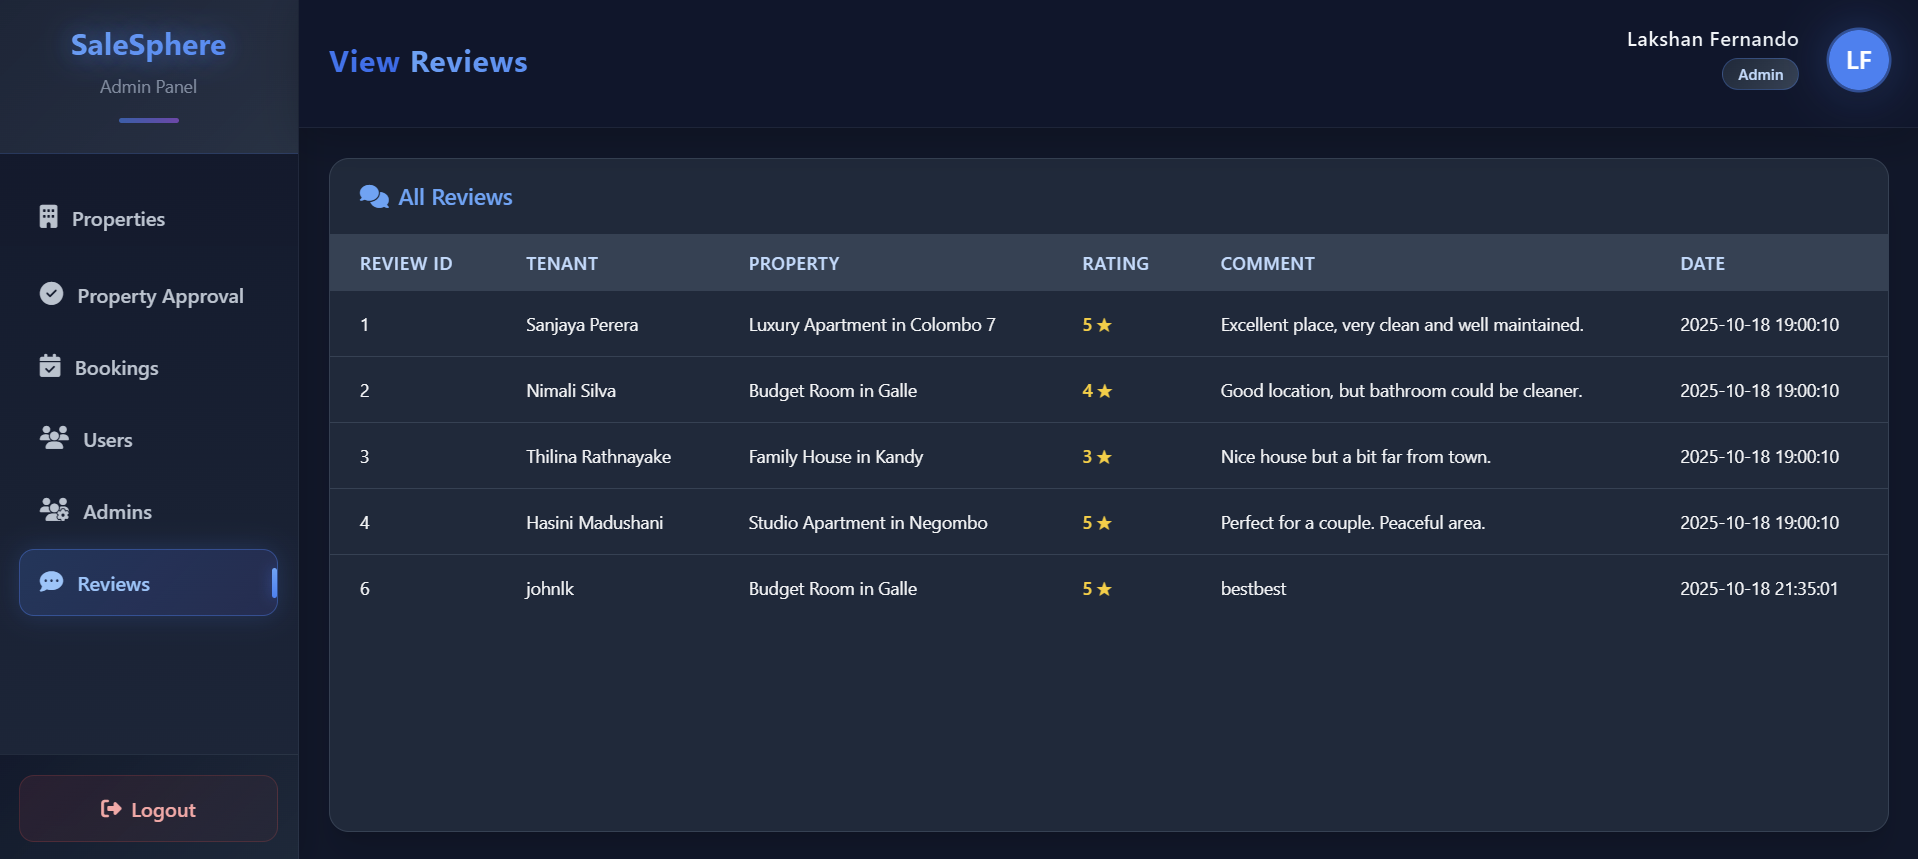 SaleSphere
Admin Panel
Properties
Property Approval
Bookings
Users
Admins
Reviews
Logout
View Reviews
Lakshan Fernando
Admin
LF
All Reviews
REVIEW ID TENANT PROPERTY RATING COMMENT DATE
1 Sanjaya Perera Luxury Apartment in Colombo 7 5 ★ Excellent place, very clean and well maintained. 2025-10-18 19:00:10
2 Nimali Silva Budget Room in Galle 4 ★ Good location, but bathroom could be cleaner. 2025-10-18 19:00:10
3 Thilina Rathnayake Family House in Kandy 3 ★ Nice house but a bit far from town. 2025-10-18 19:00:10
4 Hasini Madushani Studio Apartment in Negombo 5 ★ Perfect for a couple. Peaceful area. 2025-10-18 19:00:10
6 johnlk Budget Room in Galle 5 ★ bestbest 2025-10-18 21:35:01